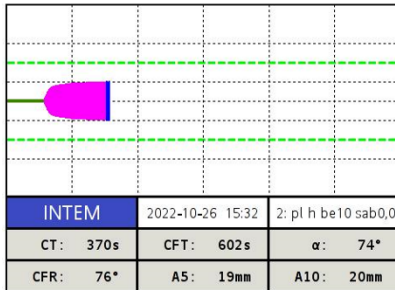 INTEM 2022-10-26 15:32 2: pl h be10 sab0,0
CT: 370s CFT: 602s α: 74°
CFR: 76° A5: 19mm A10: 20mm